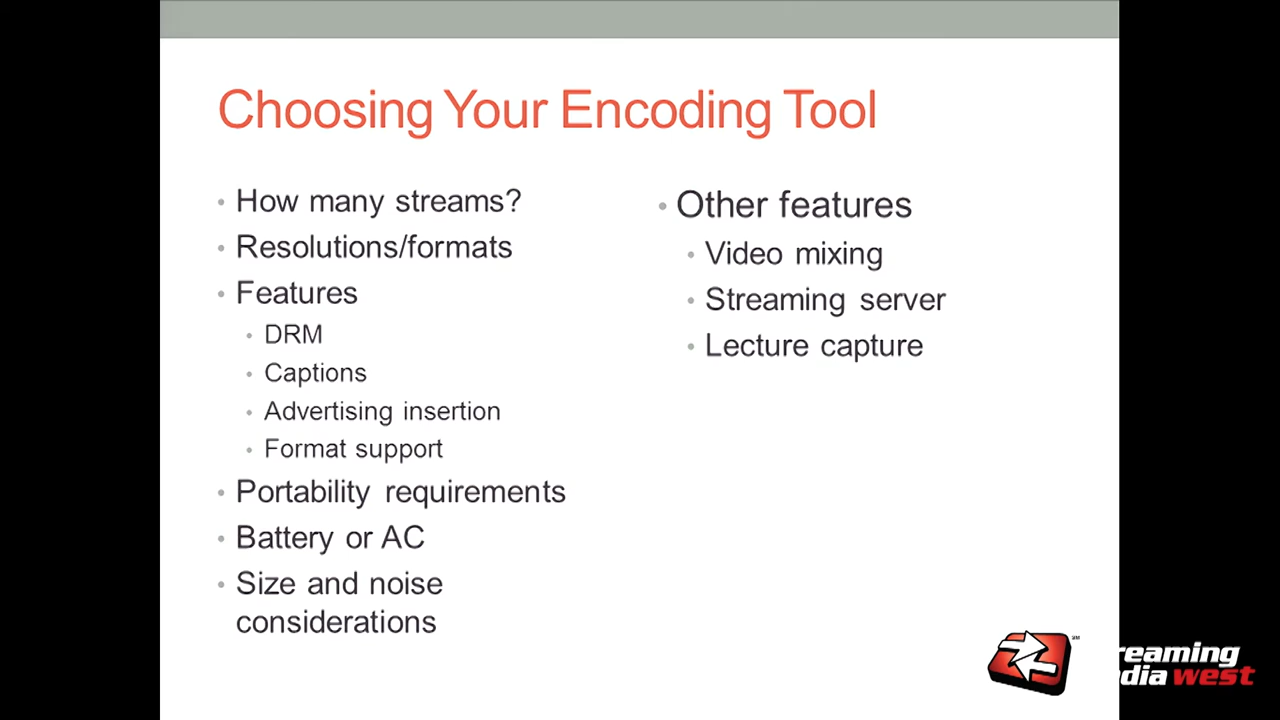 Choosing Your Encoding Tool
• How many streams?
• Resolutions/formats
• Features
• DRM
• Captions
• Advertising insertion
• Format support
• Portability requirements
• Battery or AC
• Size and noise
considerations
• Other features
• Video mixing
• Streaming server
• Lecture capture
reaming
dia west